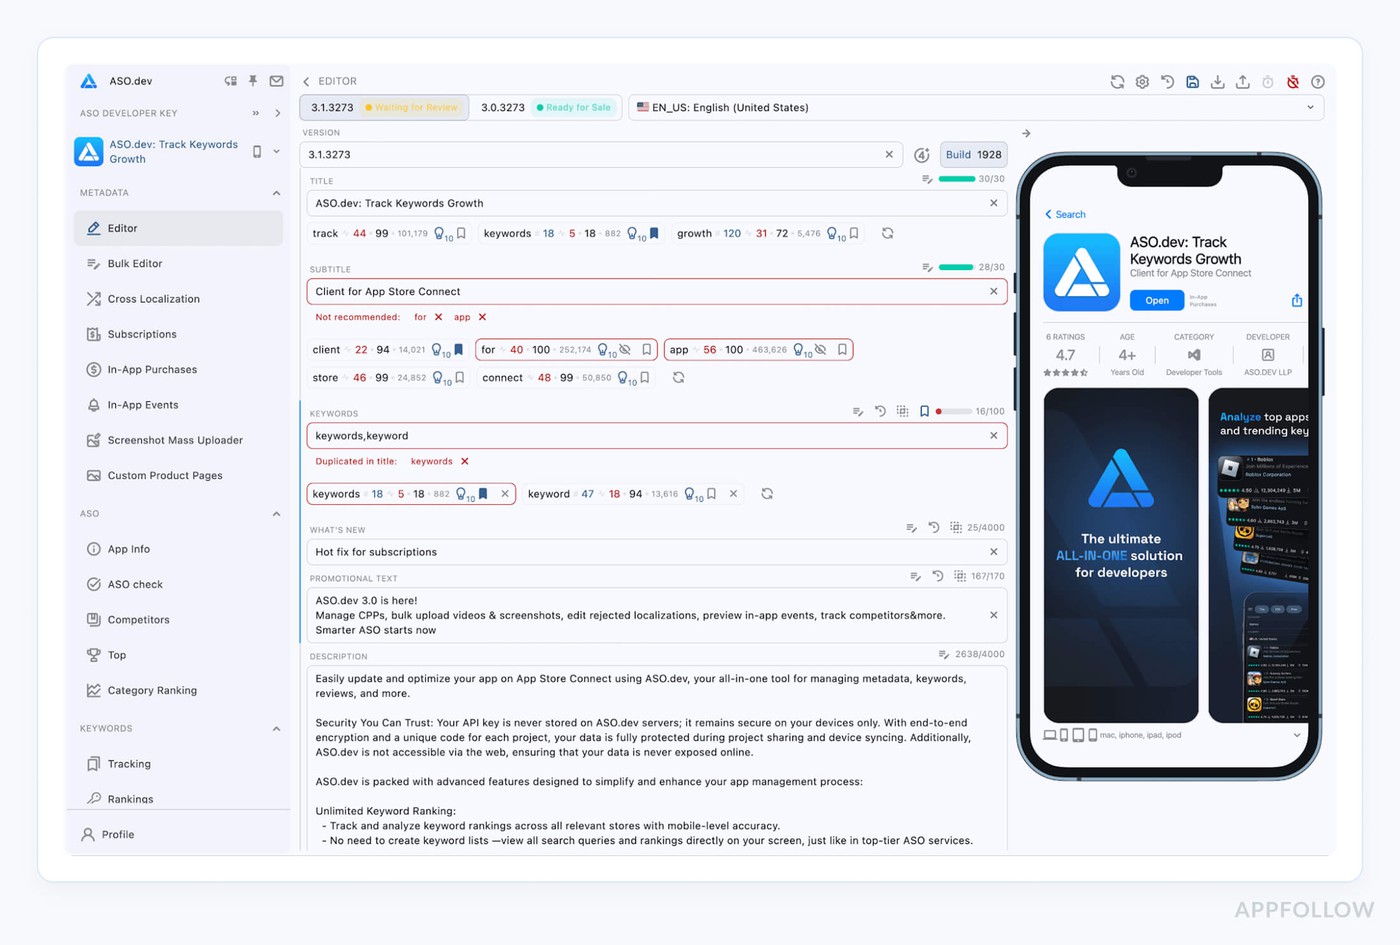 ASO.dev
ASO DEVELOPER KEY
ASO.dev: Track Keywords
Growth
METADATA
Editor
Bulk Editor
Cross Localization
Subscriptions
In-App Purchases
In-App Events
Screenshot Mass Uploader
Custom Product Pages
ASO
App Info
ASO check
Competitors
Top
Category Ranking
KEYWORDS
Tracking
Rankings
Profile
EDITOR
3.1.3273 Waiting for Review 3.0.3273 Ready for Sale EN_US: English (United States)
VERSION
3.1.3273 Build 1928
TITLE 30/30
ASO.dev: Track Keywords Growth
track 44 99 101,179 10 keywords 18 5 18 882 10 growth 120 31 72 5,476 10
SUBTITLE 28/30
Client for App Store Connect
Not recommended: for app
client 22 94 14,021 10 for 40 100 252,174 10 app 56 100 463,626 10
store 46 99 24,852 10 connect 48 99 50,850 10
KEYWORDS 16/100
keywords,keyword
Duplicated in title: keywords
keywords 18 5 18 882 10 keyword 47 18 94 13,616 10
WHAT'S NEW 25/4000
Hot fix for subscriptions
PROMOTIONAL TEXT 167/170
ASO.dev 3.0 is here!
Manage CPPs, bulk upload videos & screenshots, edit rejected localizations, preview in-app events, track competitors&more.
Smarter ASO starts now
DESCRIPTION 2638/4000
Easily update and optimize your app on App Store Connect using ASO.dev, your all-in-one tool for managing metadata, keywords,
reviews, and more.
Security You Can Trust: Your API key is never stored on ASO.dev servers; it remains secure on your devices only. With end-to-end
encryption and a unique code for each project, your data is fully protected during project sharing and device syncing. Additionally,
ASO.dev is not accessible via the web, ensuring that your data is never exposed online.
ASO.dev is packed with advanced features designed to simplify and enhance your app management process:
Unlimited Keyword Ranking:
- Track and analyze keyword rankings across all relevant stores with mobile-level accuracy.
- No need to create keyword lists —view all search queries and rankings directly on your screen, just like in top-tier ASO services.
Search
ASO.dev: Track
Keywords Growth
Client for App Store Connect
Open
In-App
Purchases
6 RATINGS AGE CATEGORY DEVELOPER
4.7 4+
Years Old Developer Tools ASO.DEV LLP
The ultimate
ALL-IN-ONE solution
for developers
Analyze top apps
and trending key
Roblox Corporation
mac, iphone, ipad, ipod
APPFOLLOW